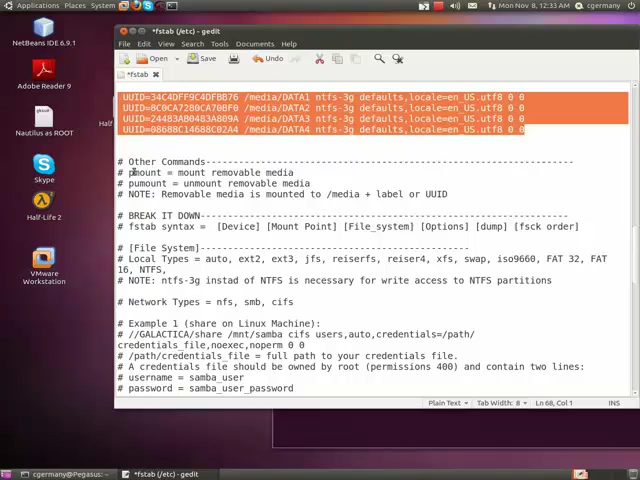 Applications Places System
Mon Nov 8, 12:33 AM cgermany
*fstab (/etc) - gedit
File Edit View Search Tools Documents Help
Open Save Undo
*fstab
UUID=34C4DFF9C4DFBB76 /media/DATA1 ntfs-3g defaults,locale=en_US.utf8 0 0
UUID=8C0CA7280CA70BF0 /media/DATA2 ntfs-3g defaults,locale=en_US.utf8 0 0
UUID=24483AB0483A809A /media/DATA3 ntfs-3g defaults,locale=en_US.utf8 0 0
UUID=08688C14688C02A4 /media/DATA4 ntfs-3g defaults,locale=en_US.utf8 0 0
# Other Commands-------------------------------------------------------------------
# pmount = mount removable media
# pumount = unmount removable media
# NOTE: Removable media is mounted to /media + label or UUID
# BREAK IT DOWN-------------------------------------------------------------------
# fstab syntax = [Device] [Mount Point] [File_system] [Options] [dump] [fsck order]
# [File System]-------------------------------------------------
# Local Types = auto, ext2, ext3, jfs, reiserfs, reiser4, xfs, swap, iso9660, FAT 32, FAT
16, NTFS,
# NOTE: ntfs-3g instad of NTFS is necessary for write access to NTFS partitions
# Network Types = nfs, smb, cifs
# Example 1 (share on Linux Machine):
# //GALACTICA/share /mnt/samba cifs users,auto,credentials=/path/
credentials_file,noexec,noperm 0 0
# /path/credentials_file = full path to your credentials file.
# A credentials file should be owned by root (permissions 400) and contain two lines:
# username = samba_user
# password = samba_user_password
Plain Text Tab Width: 8 Ln 68, Col 1 INS
NetBeans IDE 6.9.1
Adobe Reader 9
Nautilus as ROOT
Half
Skype
Half-Life 2
VMware
Workstation
cgermany@Pegasus: ~
*fstab (/etc) - gedit